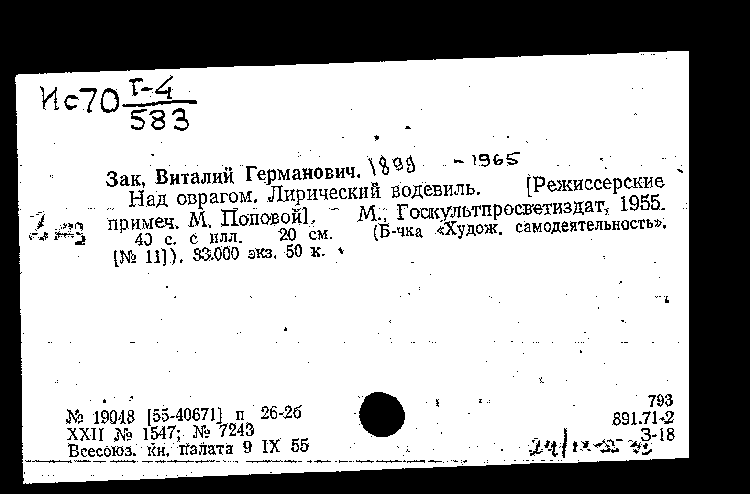 Ис70 Г-4
583
Зак, Виталий Германович. 1899 - 1965
Над оврагом. Лирический водевиль. [Режиссерские
примеч. М. Поповой]. М., Госкультпросветиздат, 1955.
40 с. с илл. 20 см. (Б-чка «Худож. самодеятельность».
[№ 11]). 33.000 экз. 50 к.
№ 19048 [55-40671] п 26-26
XXII № 1547; № 7243
Всесоюз. кн. палата 9 IX 55
793
891.71-2
З-18